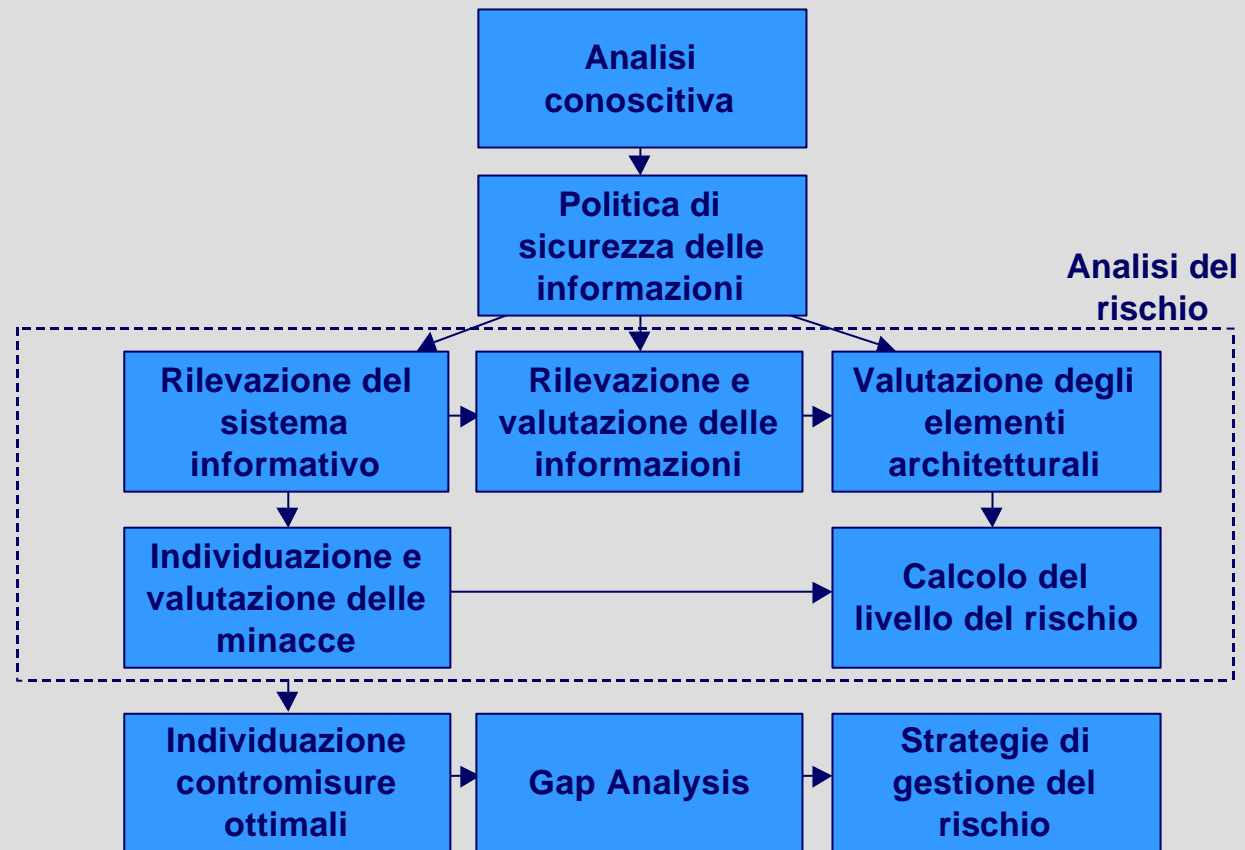 Analisi
conoscitiva
Politica di
sicurezza delle
informazioni
Analisi del
rischio
Rilevazione del
sistema
informativo
Rilevazione e
valutazione delle
informazioni
Valutazione degli
elementi
architetturali
Individuazione e
valutazione delle
minacce
Calcolo del
livello del rischio
Individuazione
contromisure
ottimali
Gap Analysis
Strategie di
gestione del
rischio